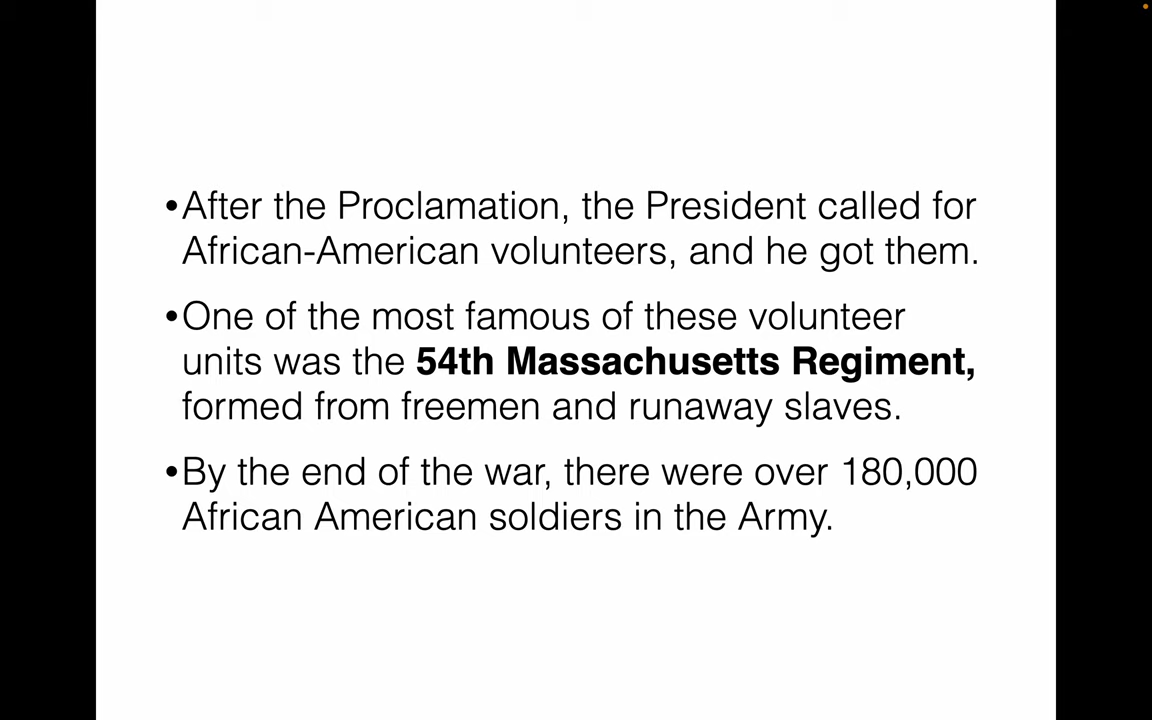 •After the Proclamation, the President called for
African-American volunteers, and he got them.
•One of the most famous of these volunteer
units was the 54th Massachusetts Regiment,
formed from freemen and runaway slaves.
•By the end of the war, there were over 180,000
African American soldiers in the Army.